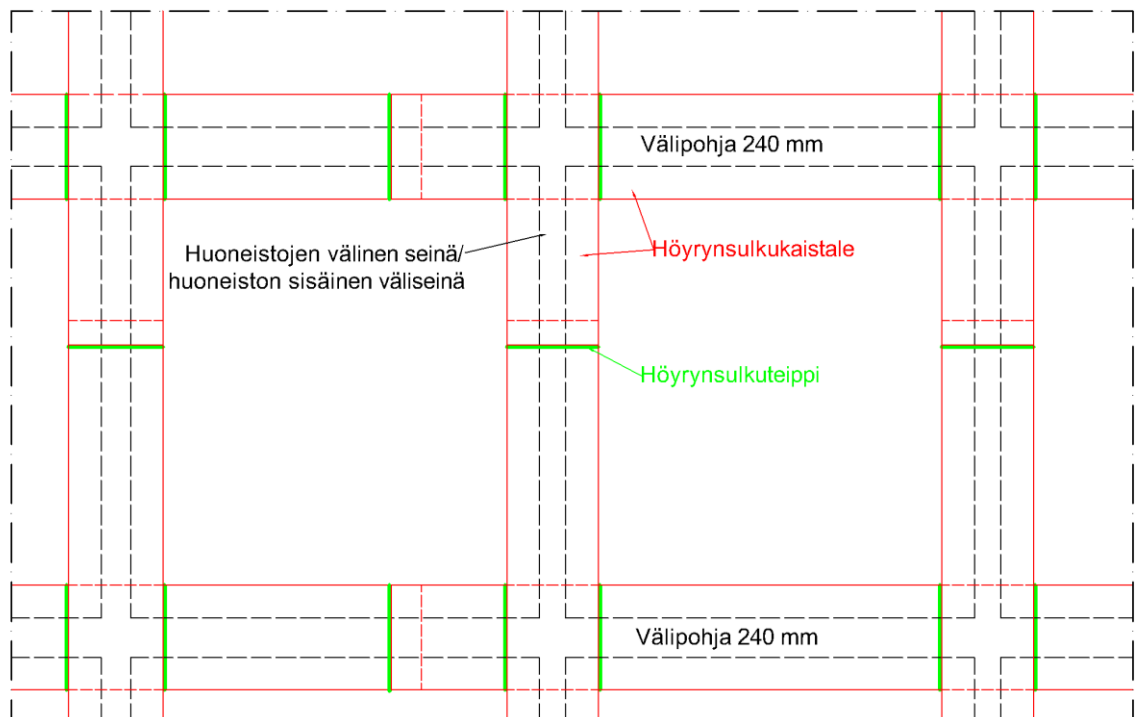 Välipohja 240 mm
Huoneistojen välinen seinä/
huoneiston sisäinen väliseinä
Höyrynsulkukaistale
Höyrynsulkuteippi
Välipohja 240 mm